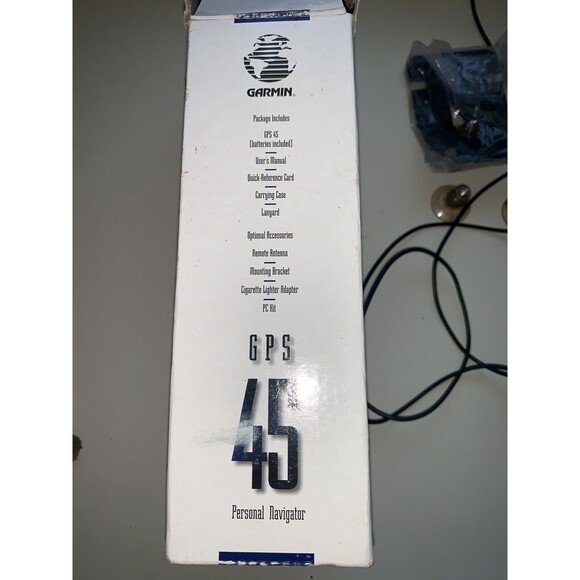 GARMIN®
Package Includes
GPS 45
(batteries included)
User's Manual
Quick-Reference Card
Carrying Case
Lanyard
Optional Accessories
Remote Antenna
Mounting Bracket
Cigarette Lighter Adapter
PC Kit
GPS
45
Personal Navigator